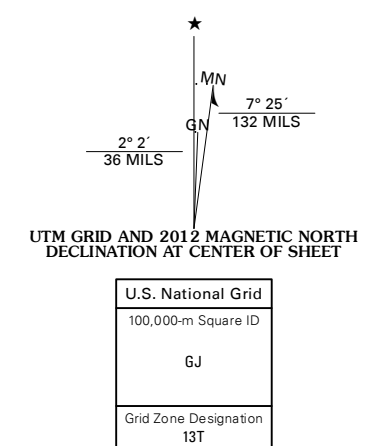 ★
MN
GN
7° 25´
132 MILS
2° 2´
36 MILS
UTM GRID AND 2012 MAGNETIC NORTH
DECLINATION AT CENTER OF SHEET
U.S. National Grid
100,000-m Square ID
GJ
Grid Zone Designation
13T